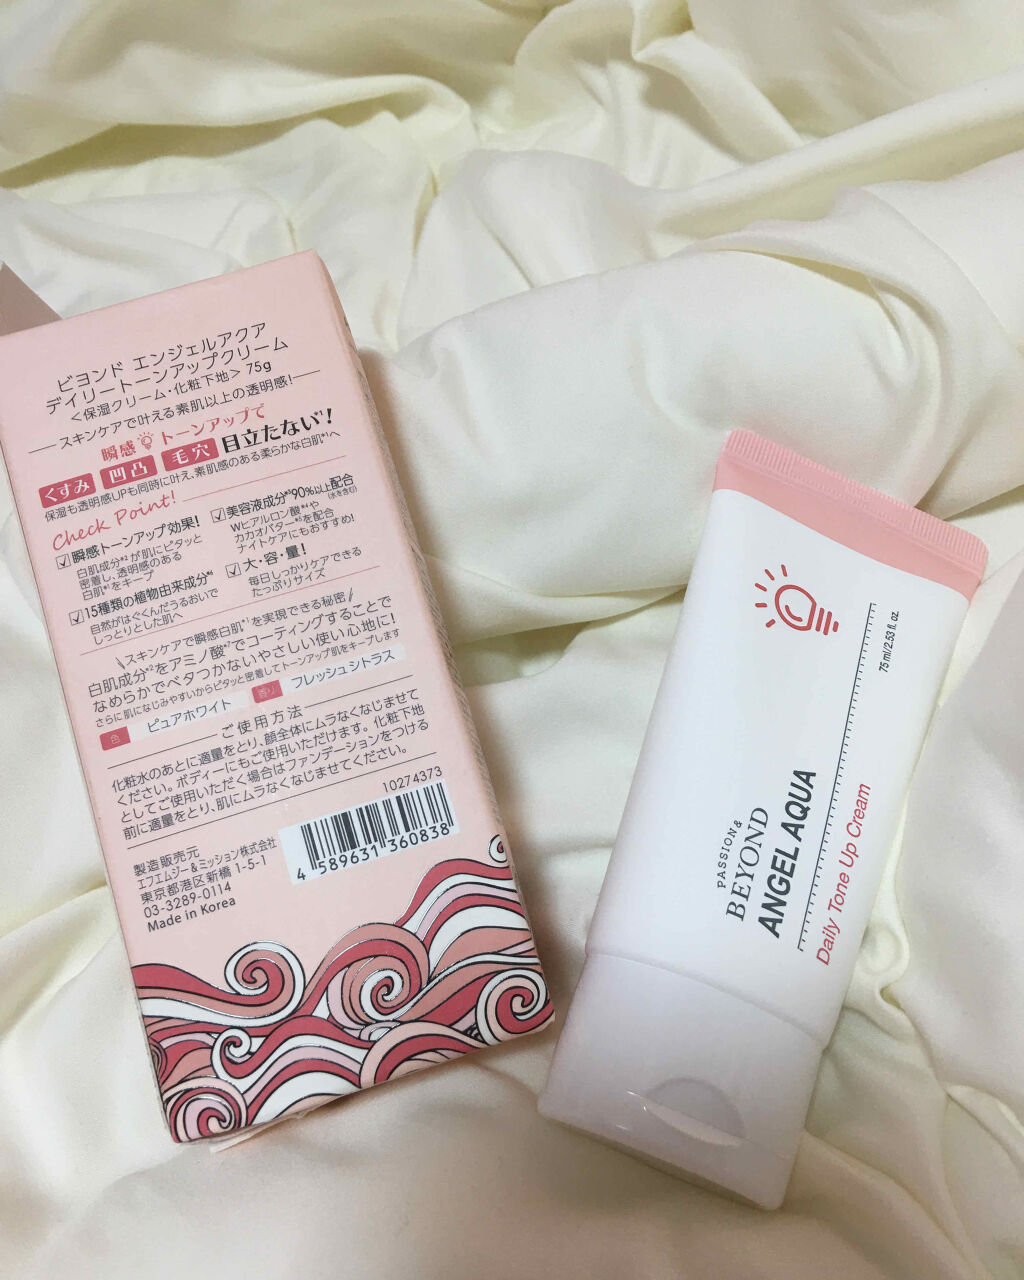 ビヨンド エンジェルアクア
デイリートーンアップクリーム
＜保湿クリーム・化粧下地＞ 75g
スキンケアで叶える素肌以上の透明感!
瞬感 トーンアップで
くすみ 凹凸 毛穴 目立たない!
保湿も透明感UPも同時に叶え、素肌感のある柔らかな白肌*1へ
Check Point!
☑瞬感トーンアップ効果!
白肌成分*2が肌にピタッと
密着し、透明感のある
白肌*1をキープ
☑美容液成分*3 90%以上配合
(水を含む)
Wヒアルロン酸*4や
カカオバター*5を配合
ナイトケアにもおすすめ!
☑15種類の植物由来成分*6
自然がはぐくんだうるおいで
しっとりとした肌へ
☑大・容・量!
毎日しっかりケアできる
たっぷりサイズ
スキンケアで瞬感白肌*1を実現できる秘密
白肌成分*2をアミノ酸*7でコーティングすることで
なめらかでベタつかないやさしい使い心地に!
さらに肌になじみやすいからピタッと密着してトーンアップ肌をキープします
色 ピュアホワイト 香り フレッシュシトラス
ご使用方法
化粧水のあとに適量をとり、顔全体にムラなくなじませて
ください。ボディーにもご使用いただけます。化粧下地
としてご使用いただく場合はファンデーションをつける
前に適量をとり、肌にムラなくなじませてください。
10274373
4 589631 360838
製造販売元
エフエムジー&ミッション株式会社
東京都港区新橋 1-5-1
03-3289-0114
Made in Korea
75 ml/2.53 fl. oz.
PASSION&
BEYOND
ANGEL AQUA
Daily Tone Up Cream